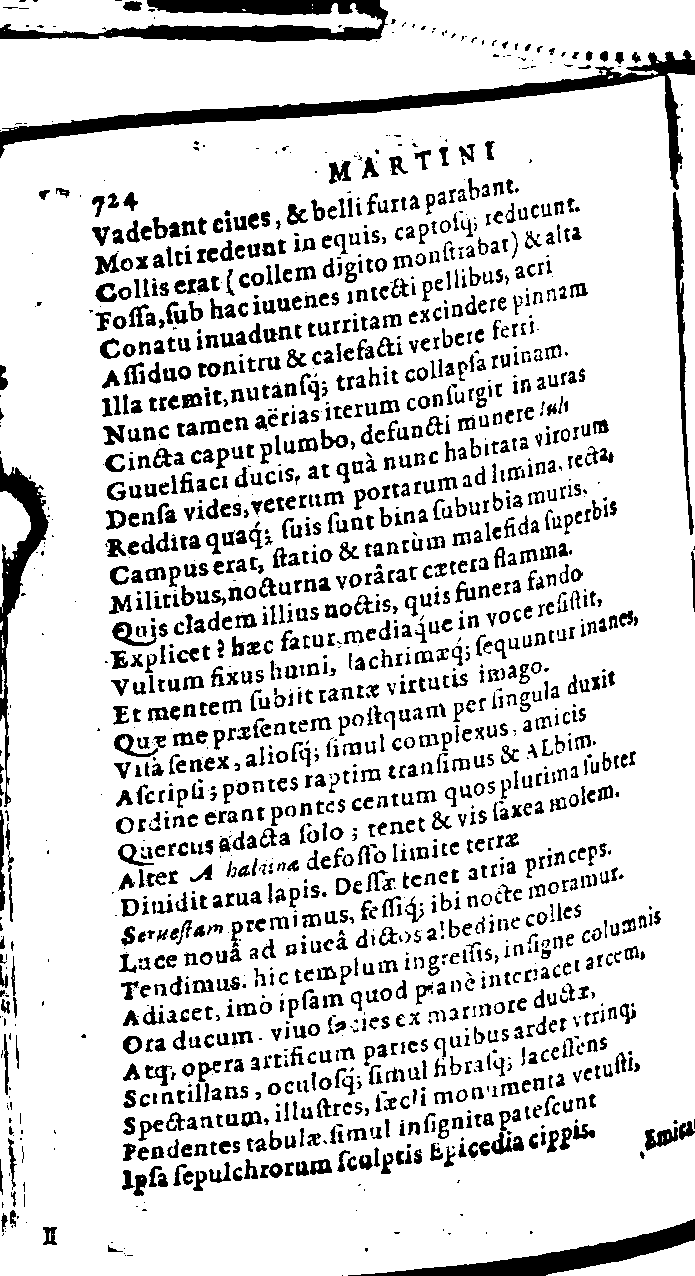 724
MARTINI
Vadebant ciues, & belli furta parabant.
Mox alti redeunt in equis, captoſq; reducunt.
Collis erat (collem digito monſtrabat) & alta
Foſſa, ſub hac iuuenes intecti pellibus, acri
Conatu inuadunt turritam excindere pinnam
Aſſiduo tonitru & calefacti verbere ferri
Illa tremit, nutanſq́; trahit collapſa ruinam.
Nunc tamen aërias iterum conſurgit in auras
Cincta caput plumbo, defuncti munere Iuli
Guuelfiaci ducis, at quà nunc habitata virorum
Denſa vides, veterum portarum ad limina, tecta,
Reddita quaq́; ſuis ſunt bina ſuburbia muris,
Campus erat, ſtatio & tantùm malefida ſuperbis
Militibus, nocturna vorârat cætera flamma.
Quis cladem illius noctis, quis funera fando
Explicet? hæc fatur, mediaq́ue in voce reſiſtit,
Vultum fixus humi, lachrimæq́; ſequuntur inanes,
Et mentem ſubiit tantæ virtutis imago.
Quæ me præſentem poſtquam per ſingula duxit
Vità ſenex, alioſq́; ſimul complexus, amicis
Aſcripſi; pontes raptim tranſimus & ALbim.
Ordine erant pontes centum quos plurima ſubter
Quercus adacta ſolo; tenet & vis ſaxea molem.
Alter A halcina defoſſo limite terræ
Diuidit arua lapis. Deſſæ tenet atria princeps.
Serueſtam premimus, feſſiq́; ibi nocte moramur.
Luce nouâ ad niueâ dictos albedine colles
Tendimus. hic templum ingreſſis, inſigne columnis
Adiacet, imò ipſam quod planè interiacet arcem,
Ora ducum. viuo facies ex marmore ductæ,
Atq; opera artificum paries quibus ardet vtrinq;
Scintillans, oculoſq́; ſimul fibraſq; laceſſens
Spectantum, illuſtres, ſæcli monumenta vetuſti,
Pendentes tabulæ. ſimul inſignita pateſcunt
Ipſa ſepulchrorum ſculptis Epicedia cippis.